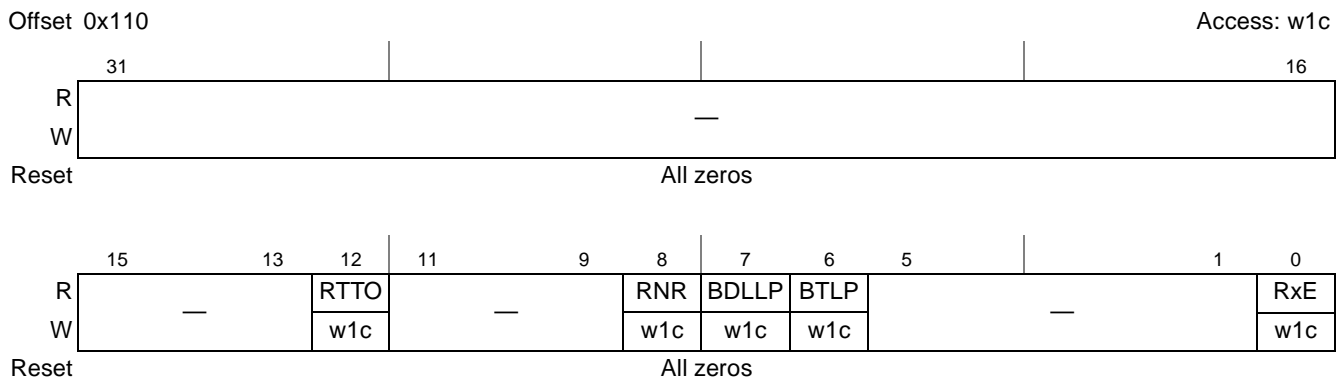 Offset 0x110 Access: w1c
31 16
R
—
W
Reset All zeros
15 13 12 11 9 8 7 6 5 1 0
R RTTO RNR BDLLP BTLP RxE
— — —
W w1c w1c w1c w1c w1c
Reset All zeros